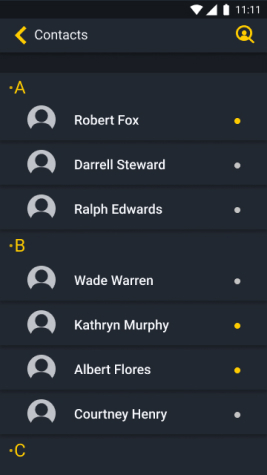 11:11
Contacts
•A
Robert Fox
Darrell Steward
Ralph Edwards
•B
Wade Warren
Kathryn Murphy
Albert Flores
Courtney Henry
•C